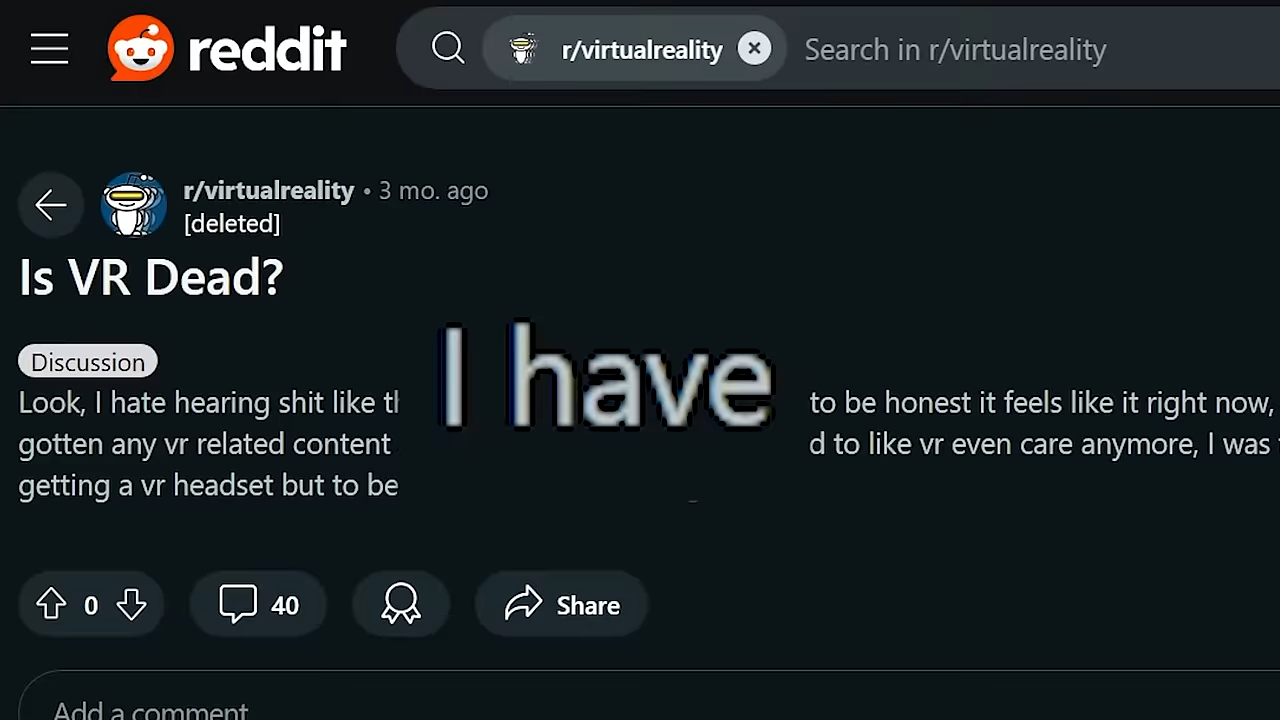 reddit
r/virtualreality
Search in r/virtualreality
r/virtualreality • 3 mo. ago
[deleted]
Is VR Dead?
Discussion
I have
Look, I hate hearing shit like to be honest it feels like it right now,
gotten any vr related content d to like vr even care anymore, I was
getting a vr headset but to be
0
40
Share
Add a comment